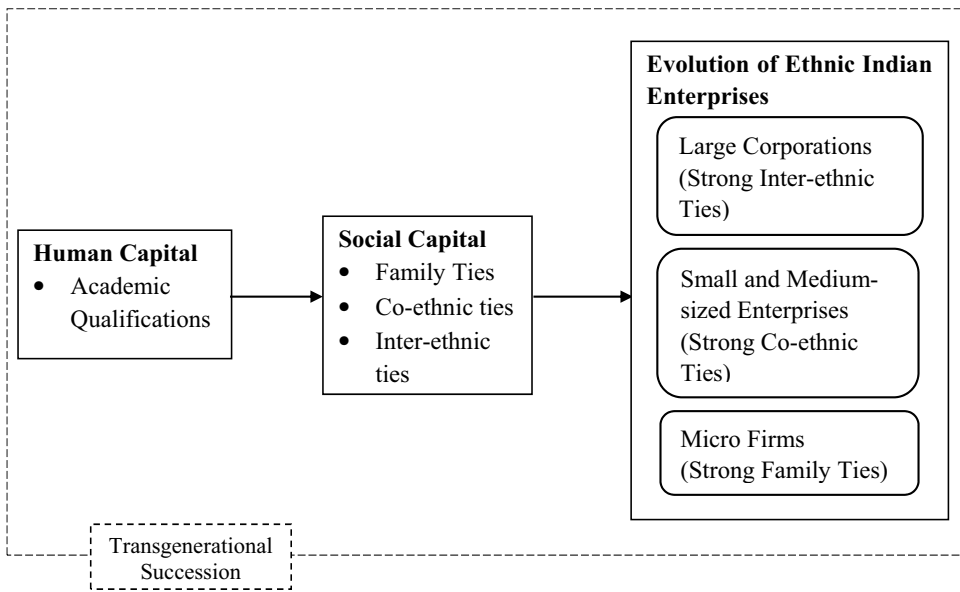 Human Capital
• Academic
Qualifications
Social Capital
• Family Ties
• Co-ethnic ties
• Inter-ethnic
ties
Evolution of Ethnic Indian
Enterprises
Large Corporations
(Strong Inter-ethnic
Ties)
Small and Medium-
sized Enterprises
(Strong Co-ethnic
Ties)
Micro Firms
(Strong Family Ties)
Transgenerational
Succession